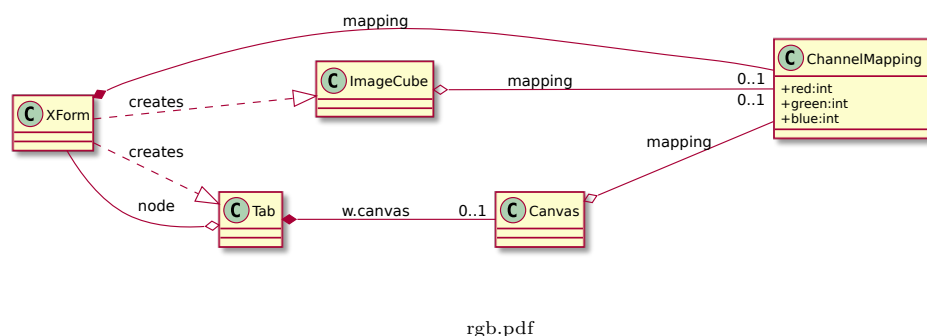 mapping
C ChannelMapping
+red:int
+green:int
+blue:int
C ImageCube
mapping
0..1
0..1
creates
C XForm
creates
mapping
node
C Tab
w.canvas
0..1
C Canvas
rgb.pdf